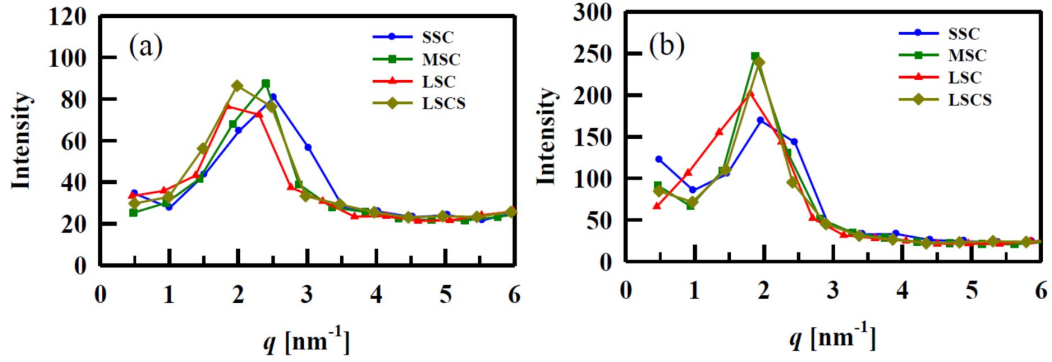 (a)
SSC
MSC
LSC
LSCS
Intensity
120
100
80
60
40
20
0
0 1 2 3 4 5 6
q [nm⁻¹]
(b)
SSC
MSC
LSC
LSCS
Intensity
300
250
200
150
100
50
0
0 1 2 3 4 5 6
q [nm⁻¹]